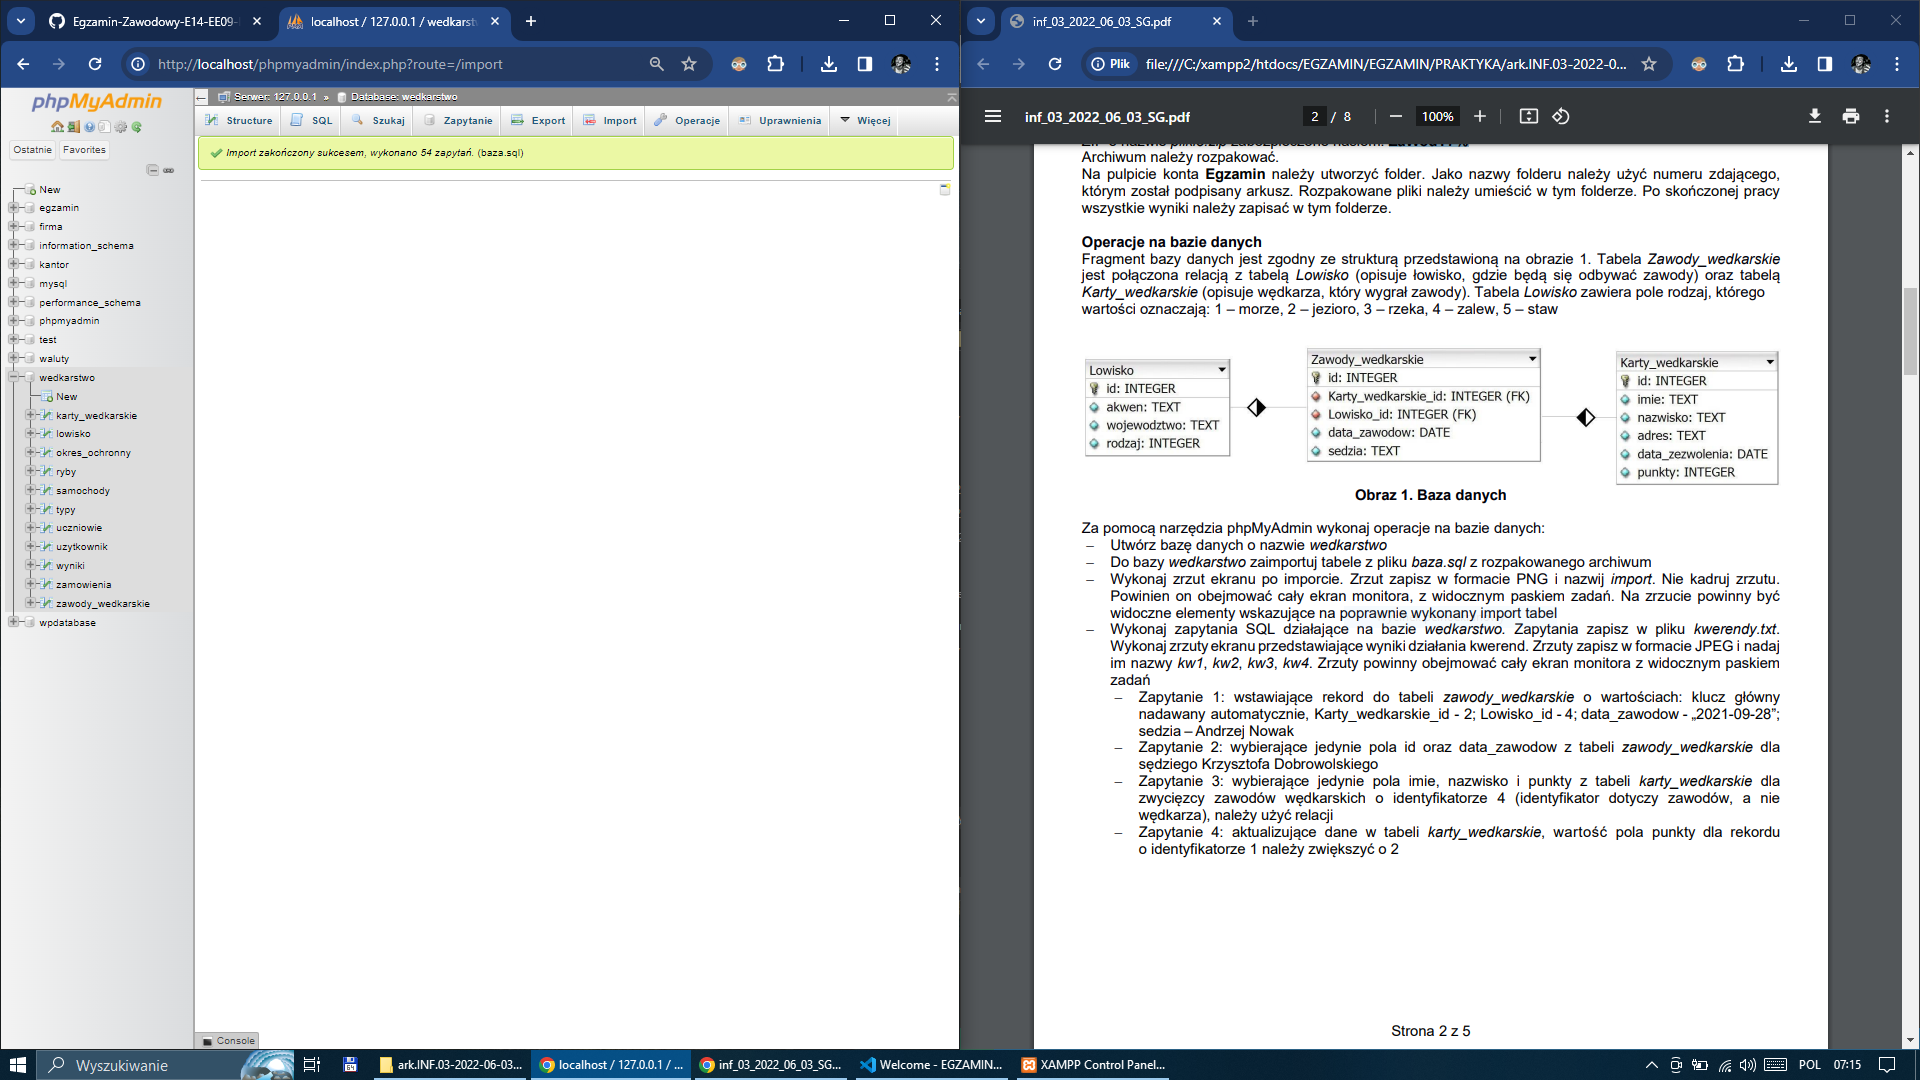 Egzamin-Zawodowy-E14-EE09-
localhost / 127.0.0.1 / wedkarst
http://localhost/phpmyadmin/index.php?route=/import
phpMyAdmin
Ostatnie
Favorites
New
egzamin
firma
information_schema
kantor
mysql
performance_schema
phpmyadmin
test
waluty
wedkarstwo
New
karty_wedkarskie
lowisko
okres_ochronny
ryby
samochody
typy
uczniowie
uzytkownik
wyniki
zamowienia
zawody_wedkarskie
wpdatabase
Serwer: 127.0.0.1 » Database: wedkarstwo
Structure
SQL
Szukaj
Zapytanie
Export
Import
Operacje
Uprawnienia
Więcej
Import zakończony sukcesem, wykonano 54 zapytań. (baza.sql)
Console
inf_03_2022_06_03_SG.pdf
Plik
file:///C:/xampp2/htdocs/EGZAMIN/EGZAMIN/PRAKTYKA/ark.INF.03-2022-0...
inf_03_2022_06_03_SG.pdf
2 / 8
100%
Archiwum należy rozpakować.
Na pulpicie konta Egzamin należy utworzyć folder. Jako nazwy folderu należy użyć numeru zdającego,
którym został podpisany arkusz. Rozpakowane pliki należy umieścić w tym folderze. Po skończonej pracy
wszystkie wyniki należy zapisać w tym folderze.
Operacje na bazie danych
Fragment bazy danych jest zgodny ze strukturą przedstawioną na obrazie 1. Tabela Zawody_wedkarskie
jest połączona relacją z tabelą Lowisko (opisuje łowisko, gdzie będą się odbywać zawody) oraz tabelą
Karty_wedkarskie (opisuje wędkarza, który wygrał zawody). Tabela Lowisko zawiera pole rodzaj, którego
wartości oznaczają: 1 – morze, 2 – jezioro, 3 – rzeka, 4 – zalew, 5 – staw
Lowisko
id: INTEGER
akwen: TEXT
wojewodztwo: TEXT
rodzaj: INTEGER
Zawody_wedkarskie
id: INTEGER
Karty_wedkarskie_id: INTEGER (FK)
Lowisko_id: INTEGER (FK)
data_zawodow: DATE
sedzia: TEXT
Karty_wedkarskie
id: INTEGER
imie: TEXT
nazwisko: TEXT
adres: TEXT
data_zezwolenia: DATE
punkty: INTEGER
Obraz 1. Baza danych
Za pomocą narzędzia phpMyAdmin wykonaj operacje na bazie danych:
– Utwórz bazę danych o nazwie wedkarstwo
– Do bazy wedkarstwo zaimportuj tabele z pliku baza.sql z rozpakowanego archiwum
– Wykonaj zrzut ekranu po imporcie. Zrzut zapisz w formacie PNG i nazwij import. Nie kadruj zrzutu.
Powinien on obejmować cały ekran monitora, z widocznym paskiem zadań. Na zrzucie powinny być
widoczne elementy wskazujące na poprawnie wykonany import tabel
– Wykonaj zapytania SQL działające na bazie wedkarstwo. Zapytania zapisz w pliku kwerendy.txt.
Wykonaj zrzuty ekranu przedstawiające wyniki działania kwerend. Zrzuty zapisz w formacie JPEG i nadaj
im nazwy kw1, kw2, kw3, kw4. Zrzuty powinny obejmować cały ekran monitora z widocznym paskiem
zadań
– Zapytanie 1: wstawiające rekord do tabeli zawody_wedkarskie o wartościach: klucz główny
nadawany automatycznie, Karty_wedkarskie_id - 2; Lowisko_id - 4; data_zawodow - „2021-09-28”;
sedzia – Andrzej Nowak
– Zapytanie 2: wybierające jedynie pola id oraz data_zawodow z tabeli zawody_wedkarskie dla
sędziego Krzysztofa Dobrowolskiego
– Zapytanie 3: wybierające jedynie pola imie, nazwisko i punkty z tabeli karty_wedkarskie dla
zwycięzcy zawodów wędkarskich o identyfikatorze 4 (identyfikator dotyczy zawodów, a nie
wędkarza), należy użyć relacji
– Zapytanie 4: aktualizujące dane w tabeli karty_wedkarskie, wartość pola punkty dla rekordu
o identyfikatorze 1 należy zwiększyć o 2
Strona 2 z 5
Wyszukiwanie
ark.INF.03-2022-06-03...
localhost / 127.0.0.1 / ...
inf_03_2022_06_03_SG...
Welcome - EGZAMIN...
XAMPP Control Panel...
POL
07:15